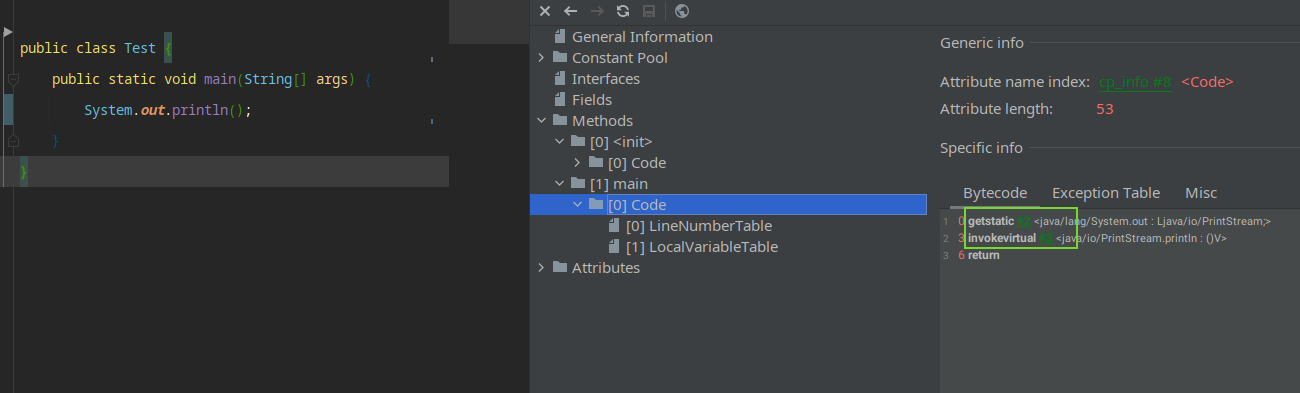 public class Test {
public static void main(String[] args) {
System.out.println();
}
}
General Information
Constant Pool
Interfaces
Fields
Methods
[0] <init>
[0] Code
[1] main
[0] Code
[0] LineNumberTable
[1] LocalVariableTable
Attributes
Generic info
Attribute name index: cp_info #8 <Code>
Attribute length: 53
Specific info
Bytecode Exception Table Misc
1 0 getstatic #2 <java/lang/System.out : Ljava/io/PrintStream;>
2 3 invokevirtual <java/io/PrintStream.println : ()V>
3 6 return